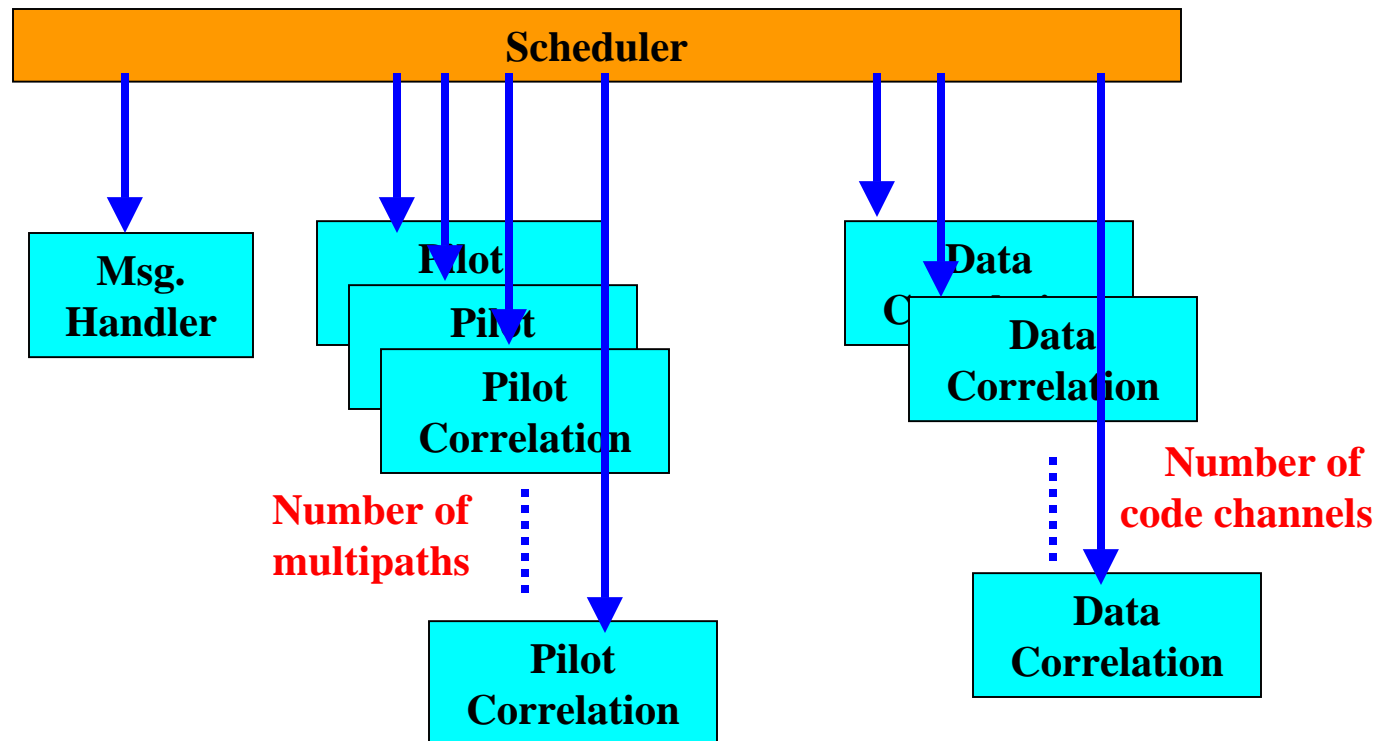 Scheduler
Msg.
Handler
Pilot
Pilot
Pilot
Correlation
Number of
multipaths
Pilot
Correlation
Data
Data
Correlation
Number of
code channels
Data
Correlation